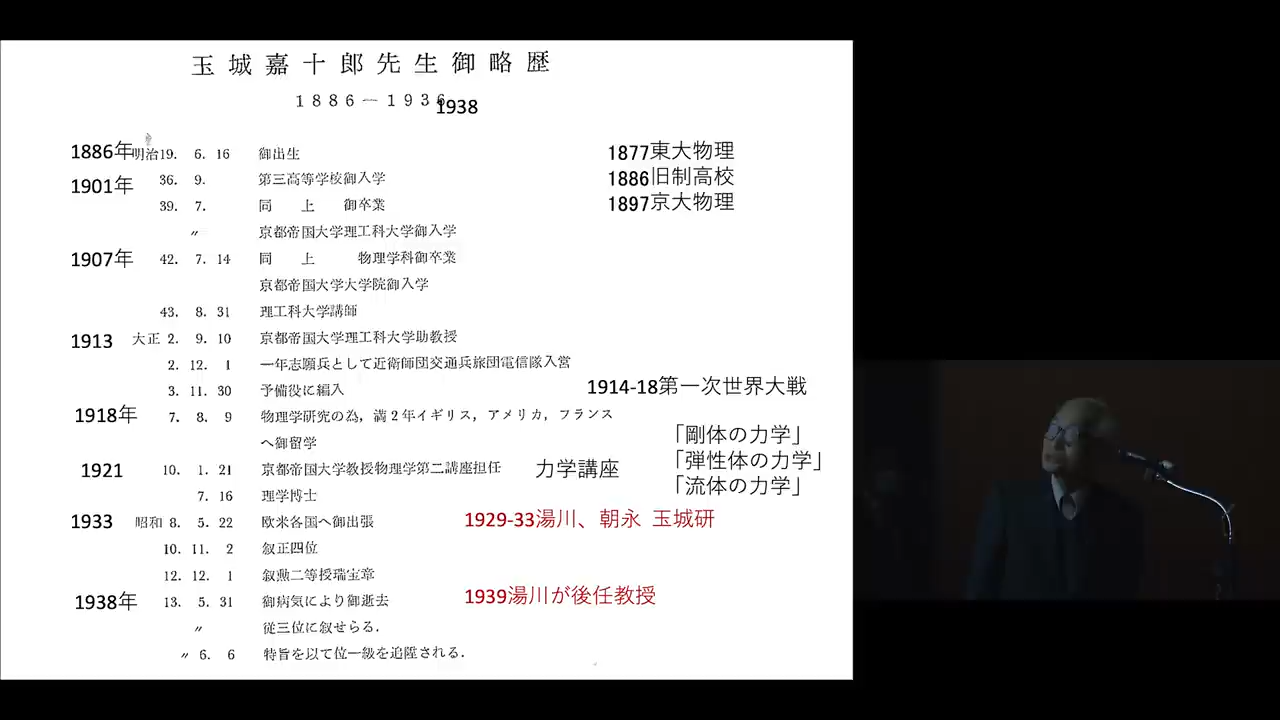 玉城嘉十郎先生御略歴
1886－1936
1938
1886年 明治19. 6. 16 御出生 1877東大物理
1901年 36. 9. 第三高等学校御入学 1886旧制高校
39. 7. 同 上 御卒業 1897京大物理
〃 京都帝国大学理工科大学御入学
1907年 42. 7. 14 同 上 物理学科御卒業
京都帝国大学大学院御入学
43. 8. 31 理工科大学講師
1913 大正 2. 9. 10 京都帝国大学理工科大学助教授
2. 12. 1 一年志願兵として近衛師団交通兵旅団電信隊入営
3. 11. 30 予備役に編入 1914-18第一次世界大戦
1918年 7. 8. 9 物理学研究の為，満2年イギリス，アメリカ，フランス
へ御留学 「剛体の力学」
1921 10. 1. 21 京都帝国大学教授物理学第二講座担任 力学講座 「弾性体の力学」
7. 16 理学博士 「流体の力学」
1933 昭和 8. 5. 22 欧米各国へ御出張 1929-33湯川、朝永 玉城研
10. 11. 2 叙正四位
12. 12. 1 叙勲二等授瑞宝章
1938年 13. 5. 31 御病気により御逝去 1939湯川が後任教授
〃 従三位に叙せらる．
〃 6. 6 特旨を以て位一級を追陞される．